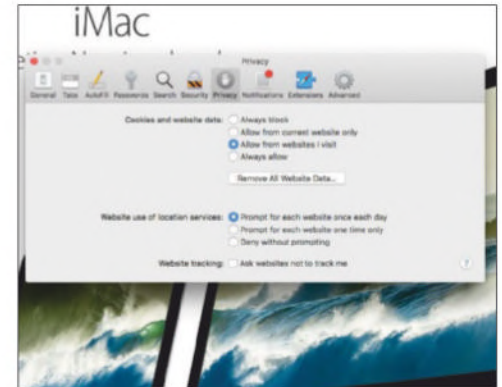 iMac
Privacy
General Tabs AutoFill Passwords Search Security Privacy Notifications Extensions Advanced
Cookies and website data: Always block
Allow from current website only
Allow from websites I visit
Always allow
Remove All Website Data...
Website use of location services: Prompt for each website once each day
Prompt for each website one time only
Deny without prompting
Website tracking: Ask websites not to track me
?